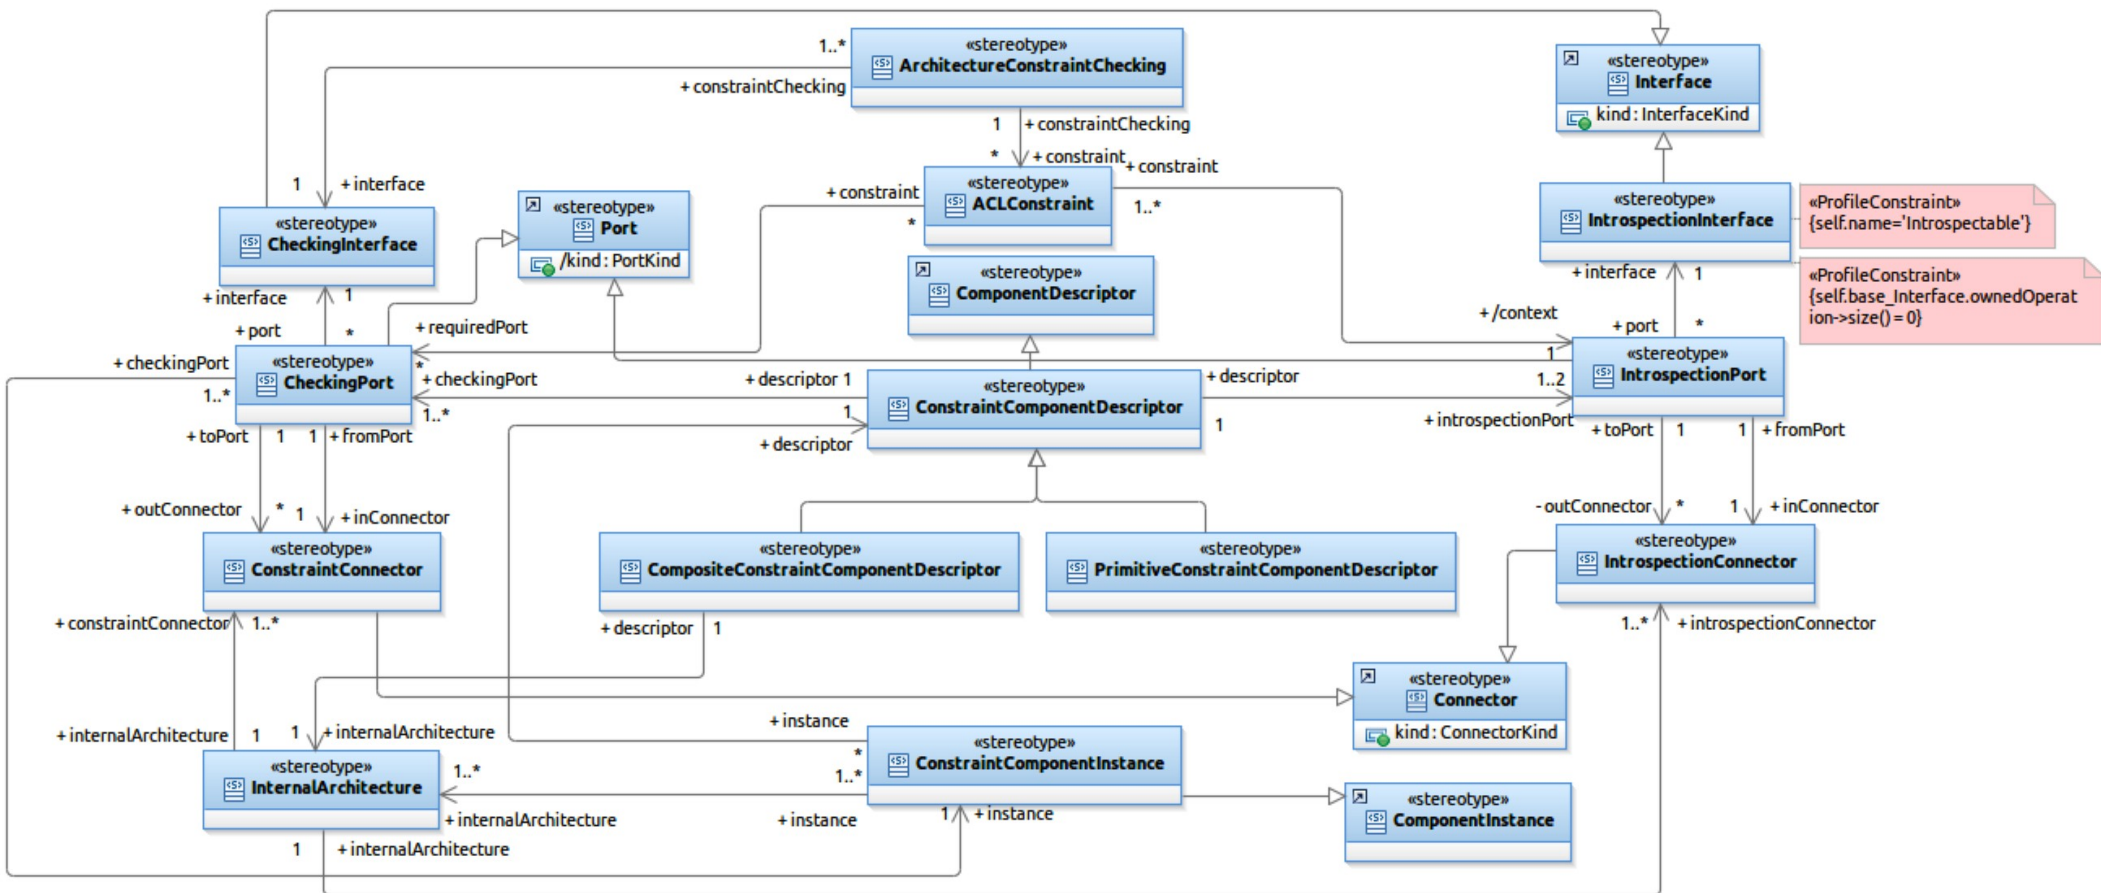 1..*
«stereotype»
ArchitectureConstraintChecking
+ constraintChecking
«stereotype»
Interface
kind: InterfaceKind
1
+ constraintChecking
*
+ constraint
+ constraint
1
+ interface
«stereotype»
CheckingInterface
«stereotype»
Port
/kind: PortKind
+ constraint
*
«stereotype»
ACLConstraint
1..*
«stereotype»
IntrospectionInterface
«ProfileConstraint»
{self.name='Introspectable'}
«ProfileConstraint»
{self.base_Interface.ownedOperat
ion->size() = 0}
«stereotype»
ComponentDescriptor
+ interface
1
+ interface
1
+ port
*
+ requiredPort
*
+ /context
1
+ port
*
+ checkingPort
1..*
«stereotype»
CheckingPort
+ checkingPort
1..*
+ descriptor 1
«stereotype»
ConstraintComponentDescriptor
+ descriptor
1
1..2
+ introspectionPort
«stereotype»
IntrospectionPort
1
+ descriptor
+ toPort
1
1
+ fromPort
+ toPort
1
1
+ fromPort
+ outConnector
*
1
+ inConnector
- outConnector
*
1
+ inConnector
«stereotype»
ConstraintConnector
«stereotype»
CompositeConstraintComponentDescriptor
«stereotype»
PrimitiveConstraintComponentDescriptor
«stereotype»
IntrospectionConnector
+ constraintConnector
1..*
+ descriptor
1
1..*
+ introspectionConnector
«stereotype»
Connector
kind: ConnectorKind
+ internalArchitecture
1
1
+ internalArchitecture
+ instance
*
«stereotype»
InternalArchitecture
1..*
+ internalArchitecture
1..*
+ instance
«stereotype»
ConstraintComponentInstance
1
+ instance
«stereotype»
ComponentInstance
1
+ internalArchitecture